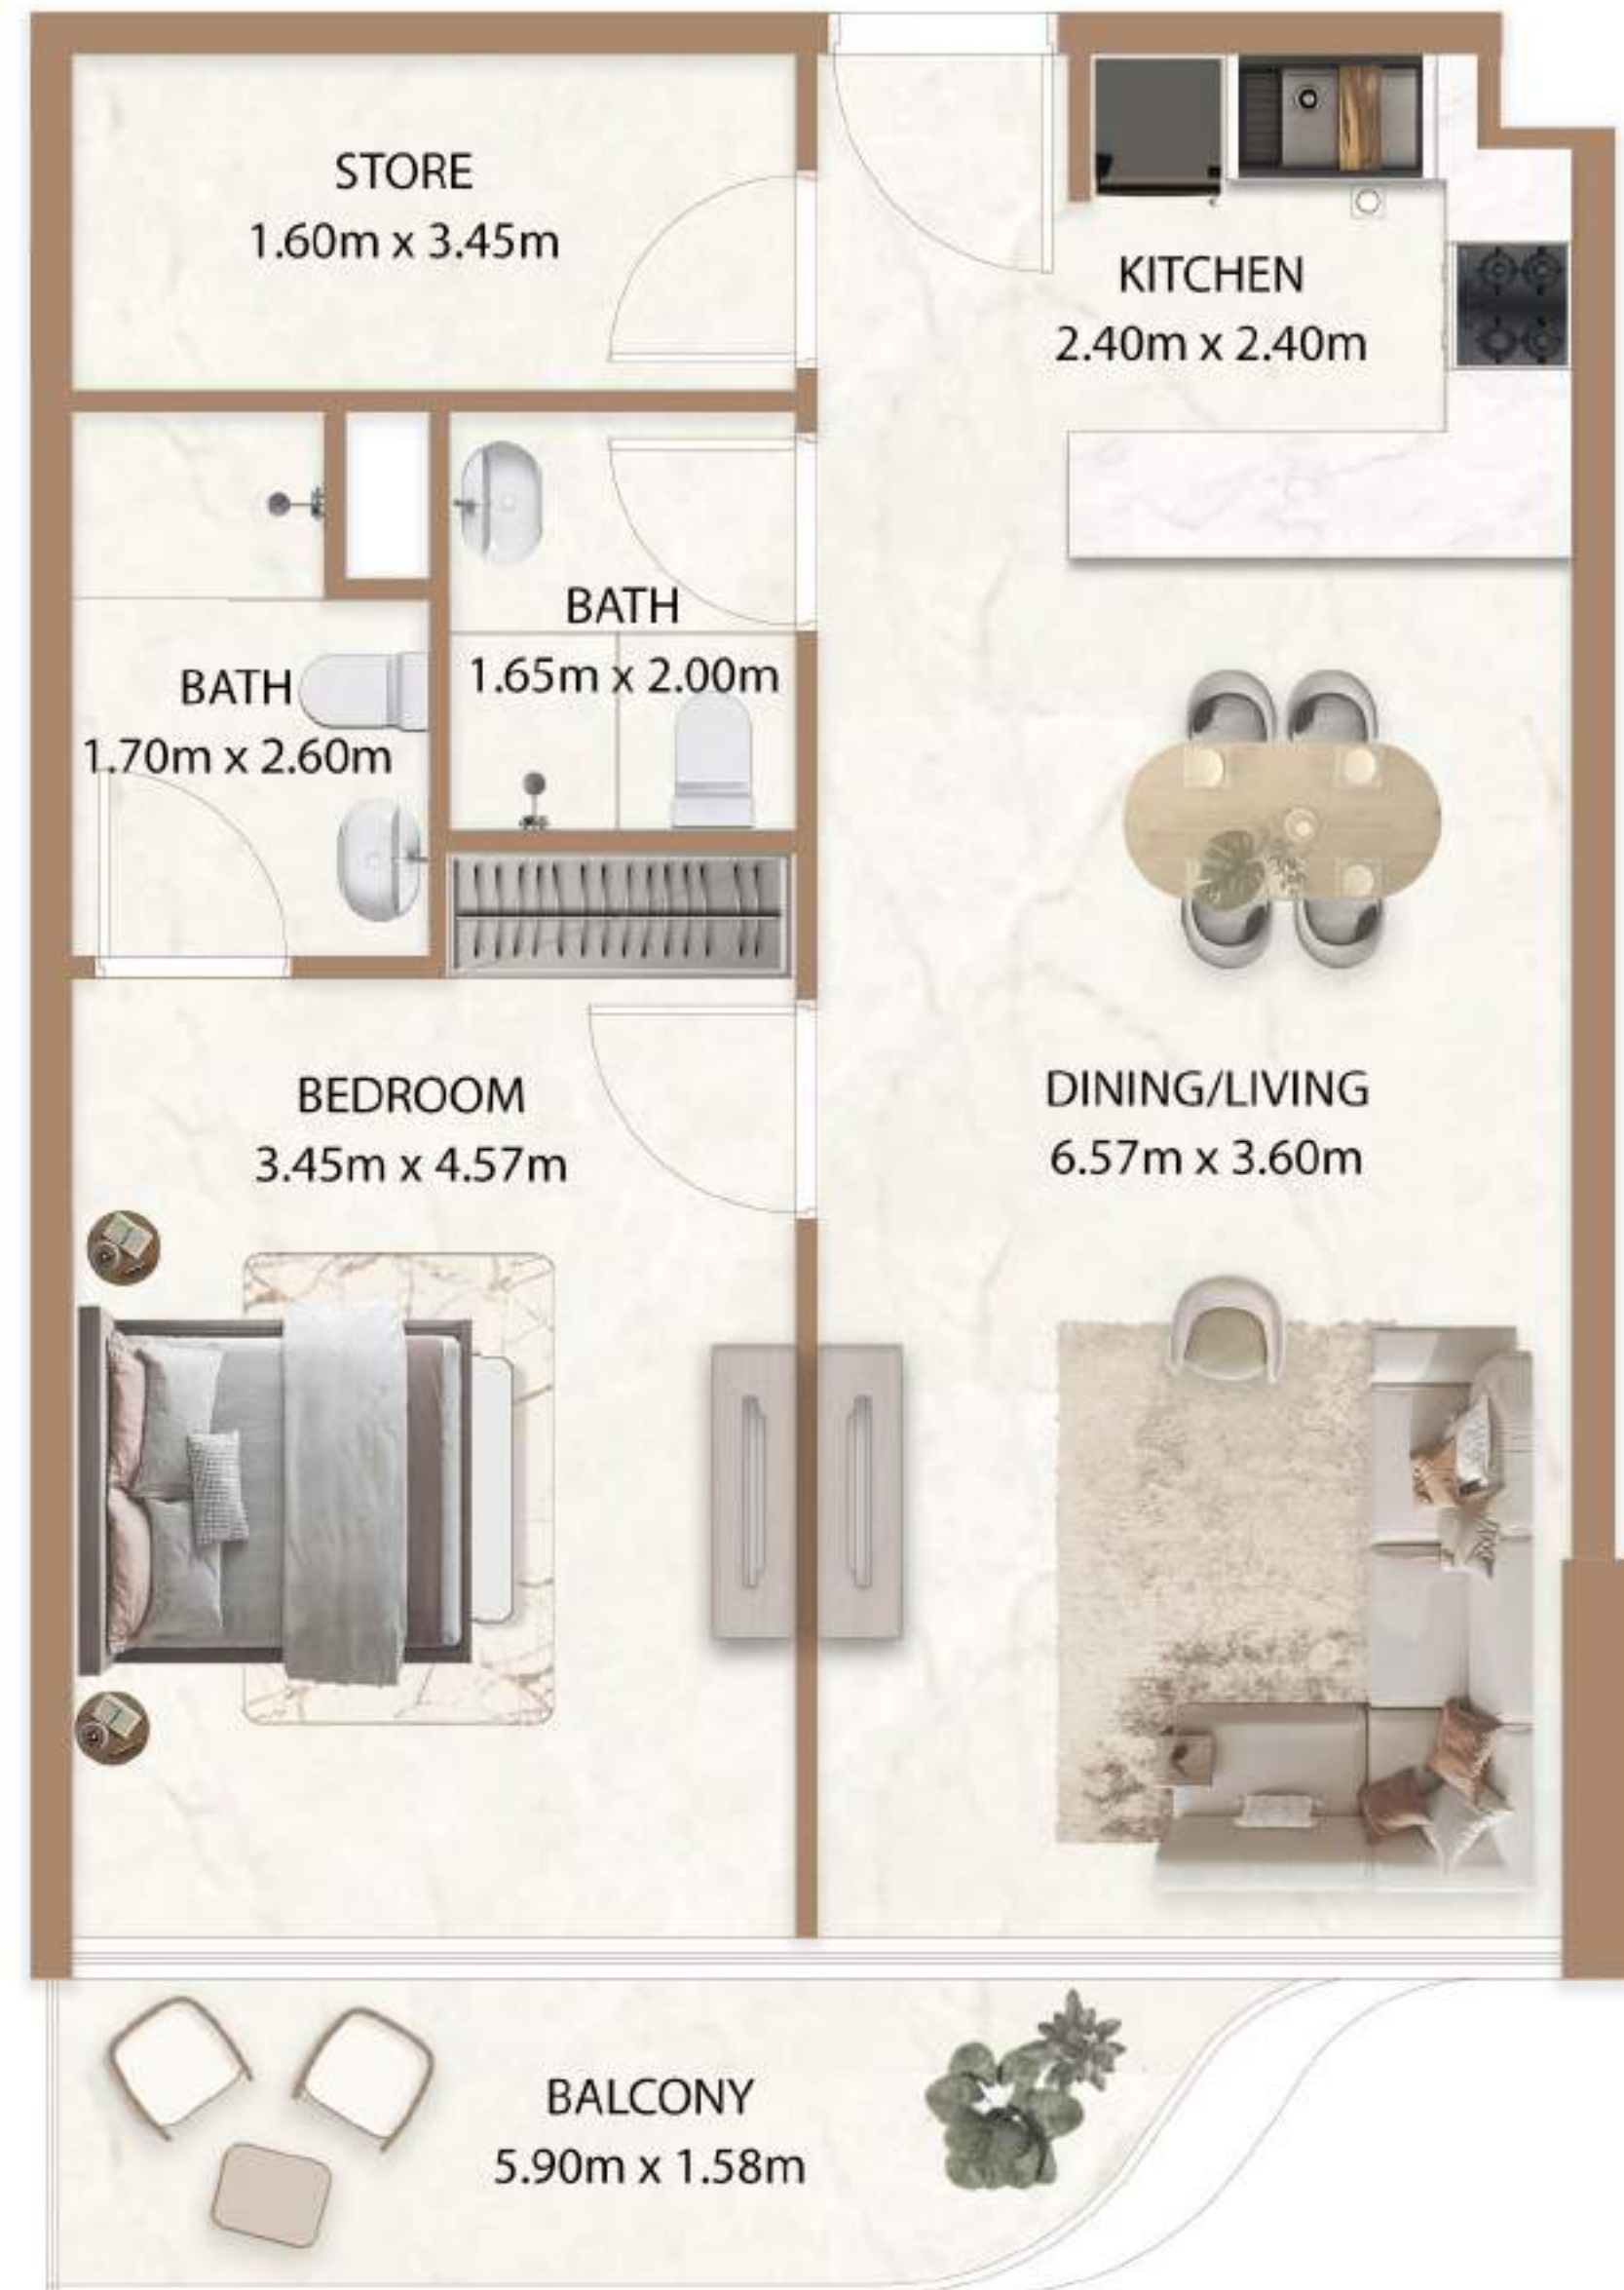 STORE
1.60m x 3.45m
KITCHEN
2.40m x 2.40m
BATH
1.65m x 2.00m
BATH
1.70m x 2.60m
BEDROOM
3.45m x 4.57m
DINING/LIVING
6.57m x 3.60m
BALCONY
5.90m x 1.58m